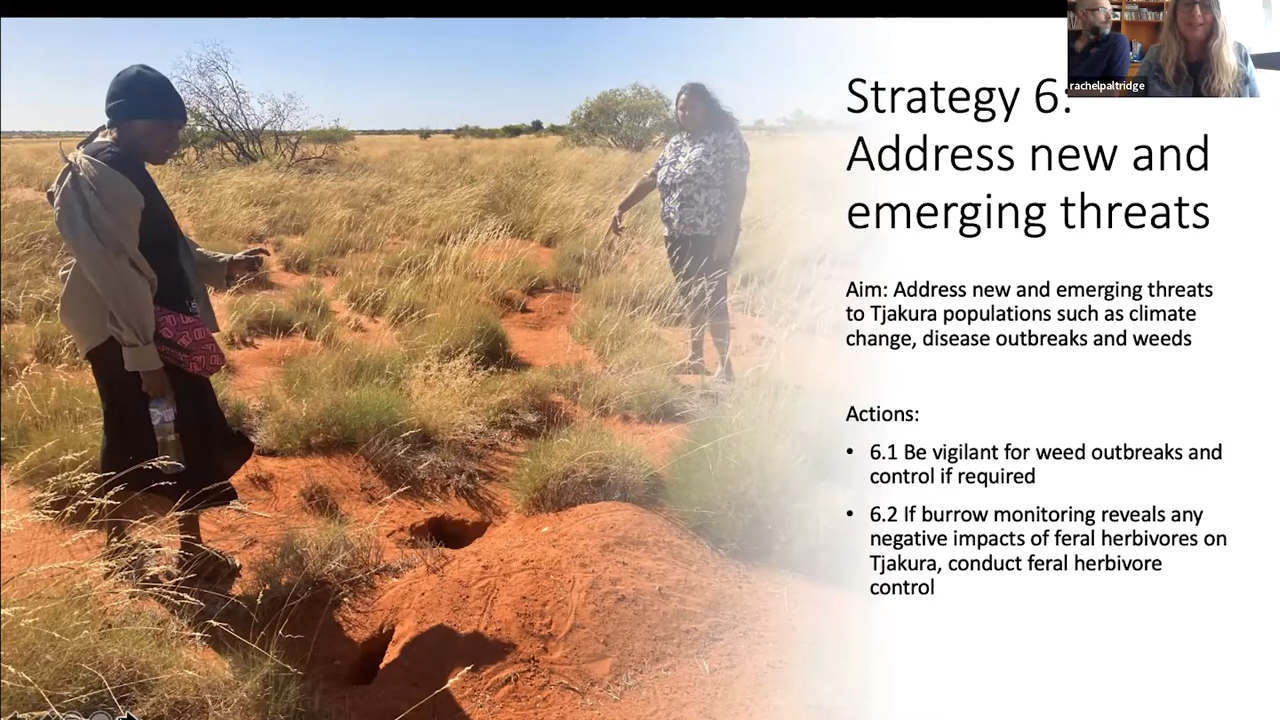 rachelpaltridge
Strategy 6:
Address new and
emerging threats
Aim: Address new and emerging threats
to Tjakura populations such as climate
change, disease outbreaks and weeds
Actions:
• 6.1 Be vigilant for weed outbreaks and
control if required
• 6.2 If burrow monitoring reveals any
negative impacts of feral herbivores on
Tjakura, conduct feral herbivore
control